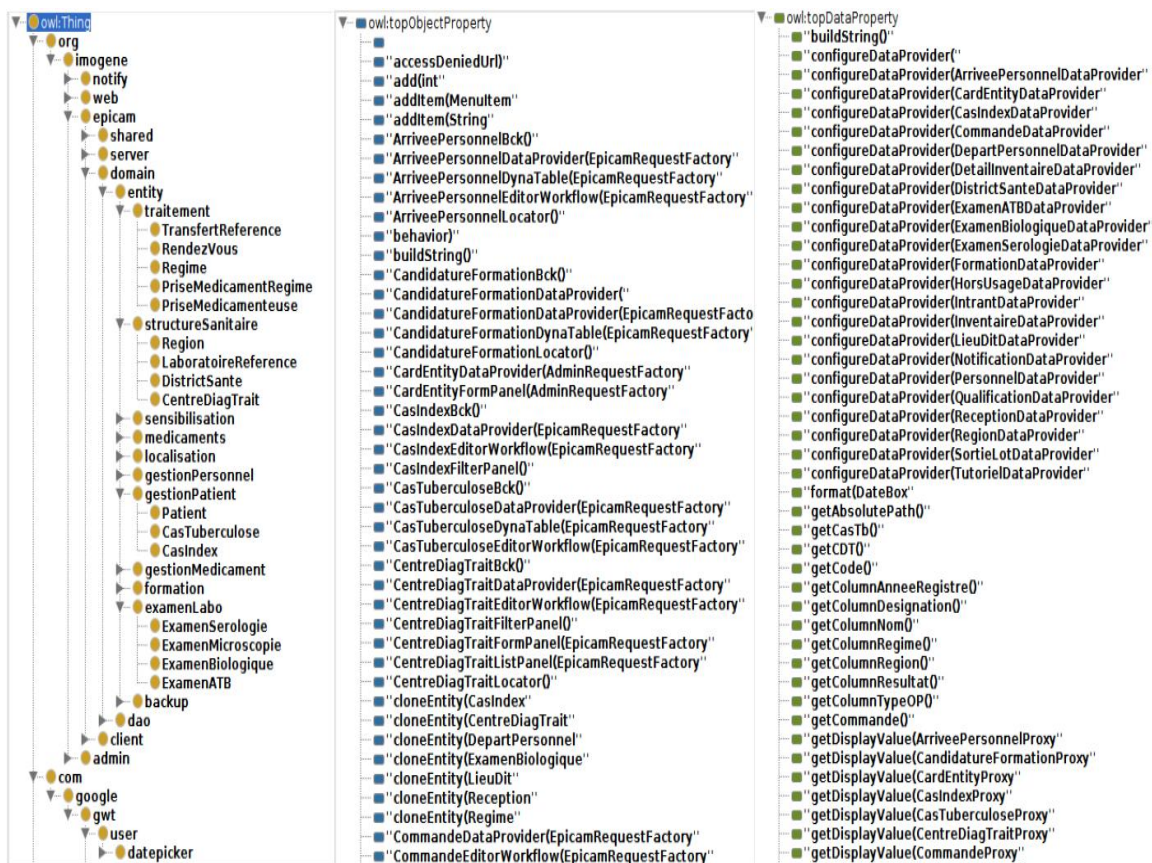 owl:Thing
org
imogene
notify
web
epicam
shared
server
domain
entity
traitement
TransfertReference
RendezVous
Regime
PriseMedicamentRegime
PriseMedicamenteuse
structureSanitaire
Region
LaboratoireReference
DistrictSante
CentreDiagTrait
sensibilisation
medicaments
localisation
gestionPersonnel
gestionPatient
Patient
CasTuberculose
CasIndex
gestionMedicament
formation
examenLabo
ExamenSerologie
ExamenMicroscopie
ExamenBiologique
ExamenATB
backup
dao
client
admin
com
google
gwt
user
datepicker
owl:topObjectProperty
"accessDeniedUrl)"
"add(int"
"addItem(MenuItem"
"addItem(String"
"ArriveePersonnelBck()"
"ArriveePersonnelDataProvider(EpicamRequestFactory"
"ArriveePersonnelDynaTable(EpicamRequestFactory"
"ArriveePersonnelEditorWorkflow(EpicamRequestFactory"
"ArriveePersonnelLocator()"
"behavior)"
"buildString()"
"CandidatureFormationBck()"
"CandidatureFormationDataProvider("
"CandidatureFormationDataProvider(EpicamRequestFacto
"CandidatureFormationDynaTable(EpicamRequestFactory"
"CandidatureFormationLocator()"
"CardEntityDataProvider(AdminRequestFactory"
"CardEntityFormPanel(AdminRequestFactory"
"CasIndexBck()"
"CasIndexDataProvider(EpicamRequestFactory"
"CasIndexEditorWorkflow(EpicamRequestFactory"
"CasIndexFilterPanel()"
"CasTuberculoseBck()"
"CasTuberculoseDataProvider(EpicamRequestFactory"
"CasTuberculoseDynaTable(EpicamRequestFactory"
"CasTuberculoseEditorWorkflow(EpicamRequestFactory"
"CentreDiagTraitBck()"
"CentreDiagTraitDataProvider(EpicamRequestFactory"
"CentreDiagTraitEditorWorkflow(EpicamRequestFactory"
"CentreDiagTraitFilterPanel()"
"CentreDiagTraitFormPanel(EpicamRequestFactory"
"CentreDiagTraitListPanel(EpicamRequestFactory"
"CentreDiagTraitLocator()"
"cloneEntity(CasIndex"
"cloneEntity(CentreDiagTrait"
"cloneEntity(DepartPersonnel"
"cloneEntity(ExamenBiologique"
"cloneEntity(LieuDit"
"cloneEntity(Reception"
"cloneEntity(Regime"
"CommandeDataProvider(EpicamRequestFactory"
"CommandeEditorWorkflow(EpicamRequestFactory"
owl:topDataProperty
"buildString()"
"configureDataProvider("
"configureDataProvider(ArriveePersonnelDataProvider"
"configureDataProvider(CardEntityDataProvider"
"configureDataProvider(CasIndexDataProvider"
"configureDataProvider(CommandeDataProvider"
"configureDataProvider(DepartPersonnelDataProvider"
"configureDataProvider(DetailInventaireDataProvider"
"configureDataProvider(DistrictSanteDataProvider"
"configureDataProvider(ExamenATBDataProvider"
"configureDataProvider(ExamenBiologiqueDataProvider"
"configureDataProvider(ExamenSerologieDataProvider"
"configureDataProvider(FormationDataProvider"
"configureDataProvider(HorsUsageDataProvider"
"configureDataProvider(IntrantDataProvider"
"configureDataProvider(InventaireDataProvider"
"configureDataProvider(LieuDitDataProvider"
"configureDataProvider(NotificationDataProvider"
"configureDataProvider(PersonnelDataProvider"
"configureDataProvider(QualificationDataProvider"
"configureDataProvider(ReceptionDataProvider"
"configureDataProvider(RegionDataProvider"
"configureDataProvider(SortieLotDataProvider"
"configureDataProvider(TutorielDataProvider"
"format(DateBox"
"getAbsolutePath()"
"getCasTb()"
"getCDT()"
"getCode()"
"getColumnAnneeRegistre()"
"getColumnDesignation()"
"getColumnNom()"
"getColumnRegime()"
"getColumnRegion()"
"getColumnResultat()"
"getColumnTypeOP()"
"getCommande()"
"getDisplayValue(ArriveePersonnelProxy"
"getDisplayValue(CandidatureFormationProxy"
"getDisplayValue(CardEntityProxy"
"getDisplayValue(CasIndexProxy"
"getDisplayValue(CasTuberculoseProxy"
"getDisplayValue(CentreDiagTraitProxy"
"getDisplayValue(CommandeProxy"